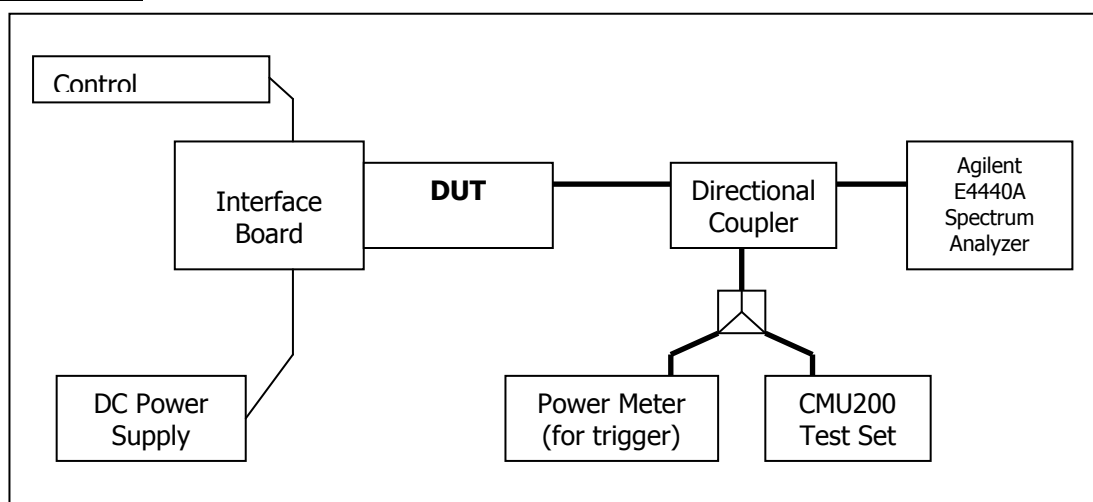 Control
Interface
Board
DUT
Directional
Coupler
Agilent
E4440A
Spectrum
Analyzer
DC Power
Supply
Power Meter
(for trigger)
CMU200
Test Set